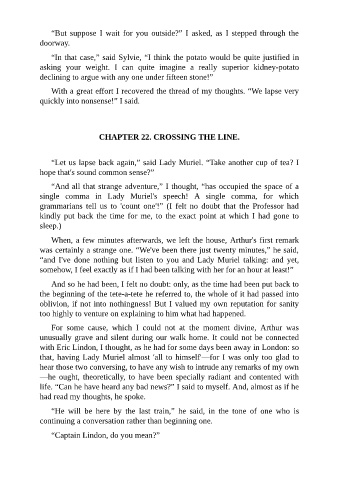 “But suppose I wait for you outside?” I asked, as I stepped through the
doorway.
“In that case,” said Sylvie, “I think the potato would be quite justified in
asking your weight. I can quite imagine a really superior kidney-potato
declining to argue with any one under fifteen stone!”
With a great effort I recovered the thread of my thoughts. “We lapse very
quickly into nonsense!” I said.
CHAPTER 22. CROSSING THE LINE.
“Let us lapse back again,” said Lady Muriel. “Take another cup of tea? I
hope that's sound common sense?”
“And all that strange adventure,” I thought, “has occupied the space of a
single comma in Lady Muriel's speech! A single comma, for which
grammarians tell us to 'count one'!” (I felt no doubt that the Professor had
kindly put back the time for me, to the exact point at which I had gone to
sleep.)
When, a few minutes afterwards, we left the house, Arthur's first remark
was certainly a strange one. “We've been there just twenty minutes,” he said,
“and I've done nothing but listen to you and Lady Muriel talking: and yet,
somehow, I feel exactly as if I had been talking with her for an hour at least!”
And so he had been, I felt no doubt: only, as the time had been put back to
the beginning of the tete-a-tete he referred to, the whole of it had passed into
oblivion, if not into nothingness! But I valued my own reputation for sanity
too highly to venture on explaining to him what had happened.
For some cause, which I could not at the moment divine, Arthur was
unusually grave and silent during our walk home. It could not be connected
with Eric Lindon, I thought, as he had for some days been away in London: so
that, having Lady Muriel almost 'all to himself'—for I was only too glad to
hear those two conversing, to have any wish to intrude any remarks of my own
—he ought, theoretically, to have been specially radiant and contented with
life. “Can he have heard any bad news?” I said to myself. And, almost as if he
had read my thoughts, he spoke.
“He will be here by the last train,” he said, in the tone of one who is
continuing a conversation rather than beginning one.
“Captain Lindon, do you mean?”